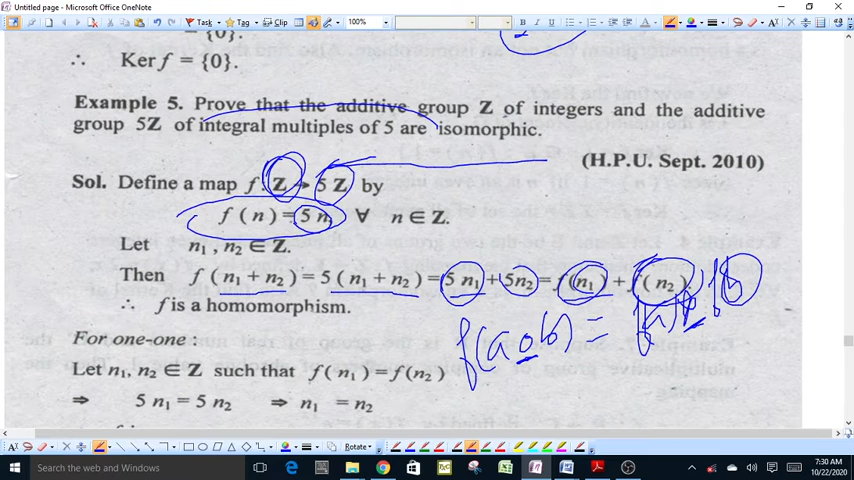 Untitled page - OneNote
Task
Tag
Clip
100%
= {0}.
∴ Ker f = {0}.
Example 5. Prove that the additive group Z of integers and the additive
group 5Z of integral multiples of 5 are isomorphic.
(H.P.U. Sept. 2010)
Sol. Define a map f : Z → 5 Z by
f ( n ) = 5 n ∀ n ∈ Z.
Let n₁ , n₂ ∈ Z.
Then f ( n₁ + n₂ ) = 5 ( n₁ + n₂ ) = 5 n₁ + 5n₂ = f(n₁ ) + f( n₂ )
∴ f is a homomorphism.
f(a o b) =
For one-one :
Let n₁ , n₂ ∈ Z such that f ( n₁ ) = f( n₂ )
⇒ 5 n₁ = 5 n₂ ⇒ n₁ = n₂
Rotate
Search the web and Windows
7:30 AM
10/22/2020